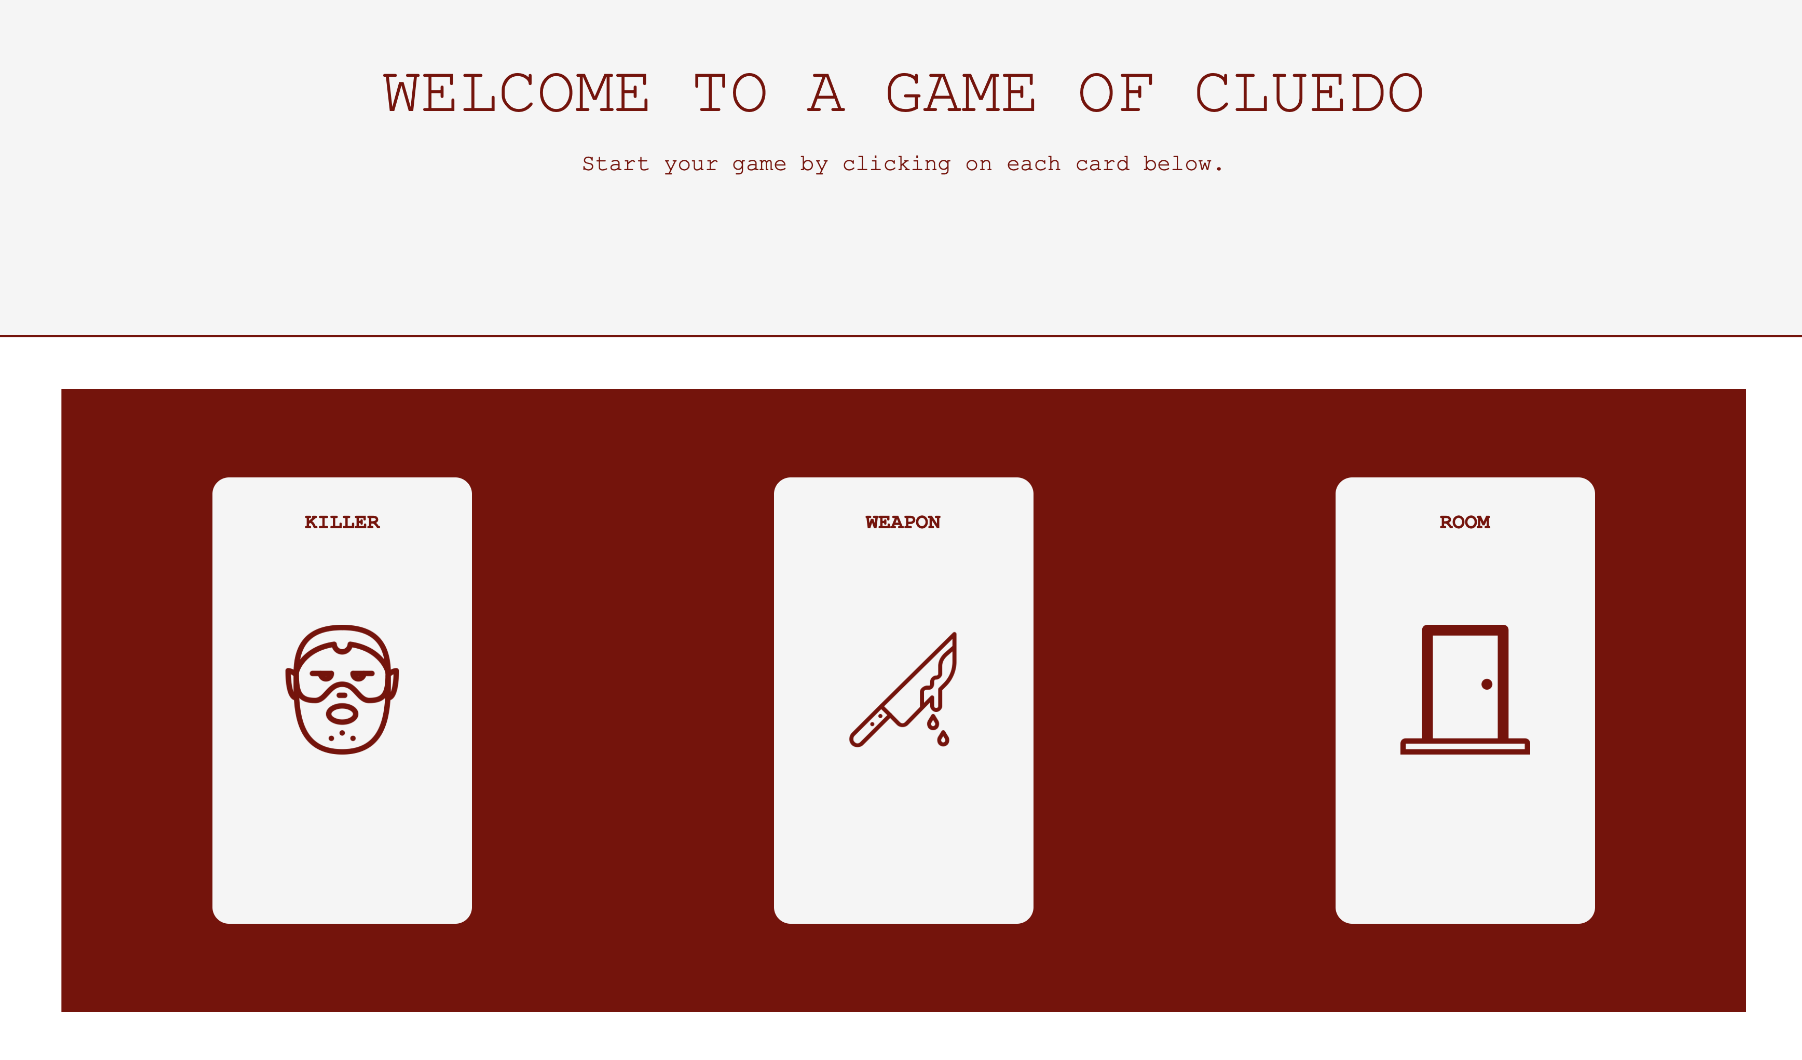 WELCOME TO A GAME OF CLUEDO
Start your game by clicking on each card below.
KILLER
WEAPON
ROOM